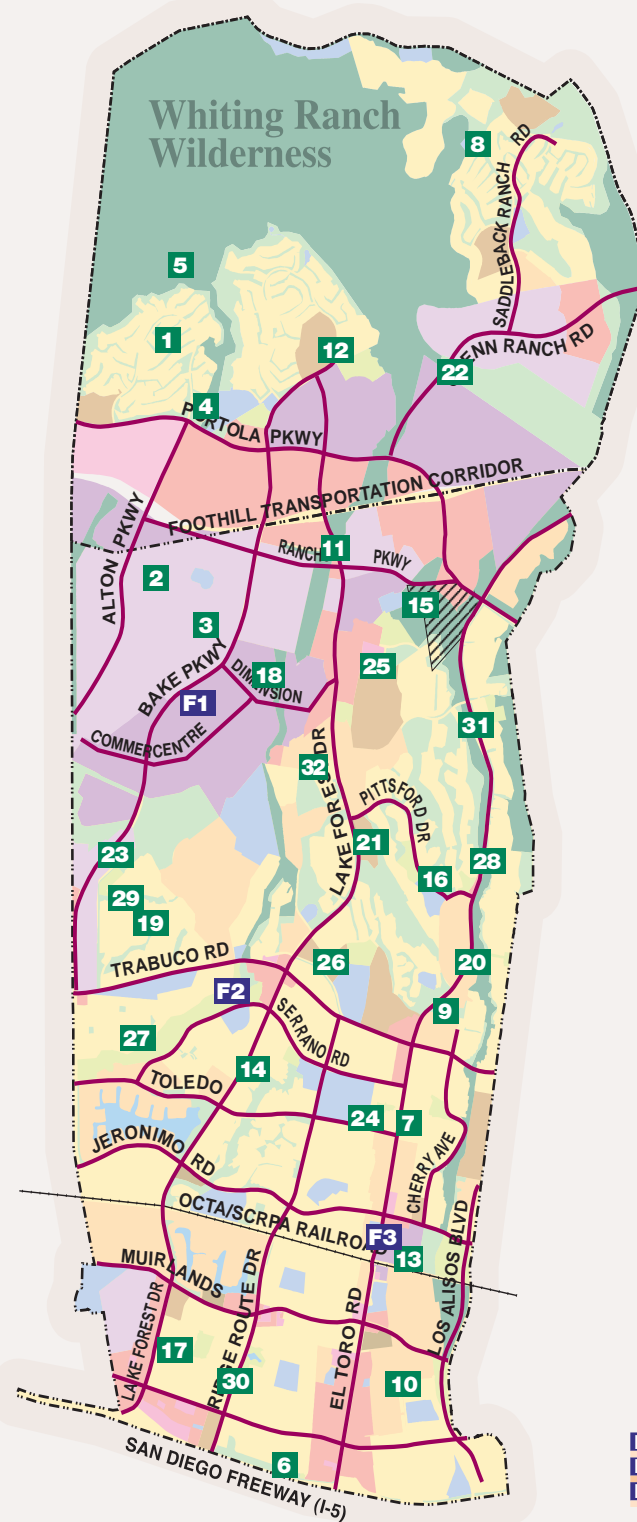 Whiting Ranch
Wilderness
8
SADDLEBACK RANCH RD
5
1
12
ENN RANCH RD
22
4
PORTOLA PKWY
FOOTHILL TRANSPORTATION CORRIDOR
ALTON PKWY
RANCH PKWY
11
2
15
3
BAKE PKWY
25
DIMENSION
18
F1
31
COMMERCENTRE
LAKE FOREST DR
32
PITTSFORD DR
21
23
28
16
29
19
TRABUCO RD
26
20
F2
SERRANO RD
9
27
14
TOLEDO
24
7
JERONIMO RD
CHERRY AVE
OCTA/SCRPA RAILROAD
F3
13
LOS ALISOS BLVD
MUIRLANDS
LAKE FOREST DR
RIDGE ROUTE DR
EL TORO RD
17
30
10
6
SAN DIEGO FREEWAY (I-5)